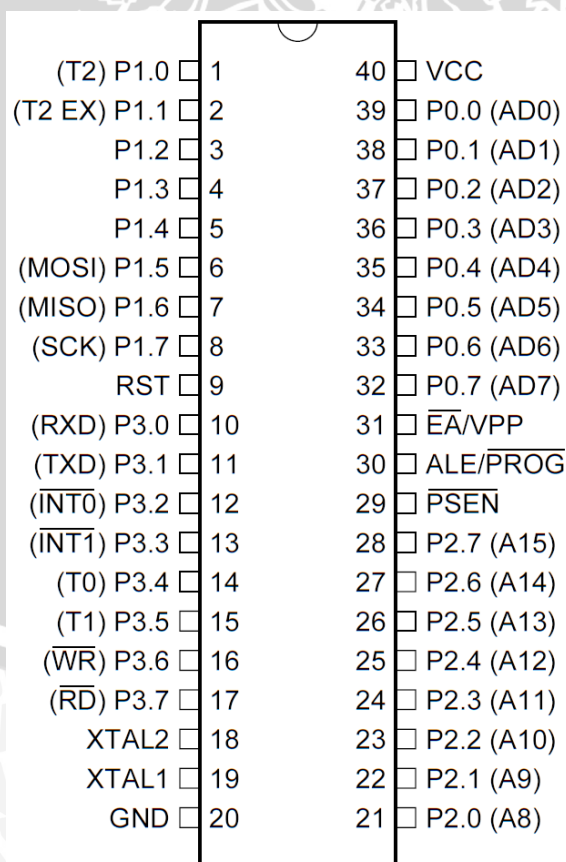 (T2) P1.0 1 40 VCC
(T2 EX) P1.1 2 39 P0.0 (AD0)
P1.2 3 38 P0.1 (AD1)
P1.3 4 37 P0.2 (AD2)
P1.4 5 36 P0.3 (AD3)
(MOSI) P1.5 6 35 P0.4 (AD4)
(MISO) P1.6 7 34 P0.5 (AD5)
(SCK) P1.7 8 33 P0.6 (AD6)
RST 9 32 P0.7 (AD7)
(RXD) P3.0 10 31 E̅A̅/VPP
(TXD) P3.1 11 30 ALE/P̅R̅O̅G̅
(I̅N̅T̅0̅) P3.2 12 29 P̅S̅E̅N̅
(I̅N̅T̅1̅) P3.3 13 28 P2.7 (A15)
(T0) P3.4 14 27 P2.6 (A14)
(T1) P3.5 15 26 P2.5 (A13)
(W̅R̅) P3.6 16 25 P2.4 (A12)
(R̅D̅) P3.7 17 24 P2.3 (A11)
XTAL2 18 23 P2.2 (A10)
XTAL1 19 22 P2.1 (A9)
GND 20 21 P2.0 (A8)